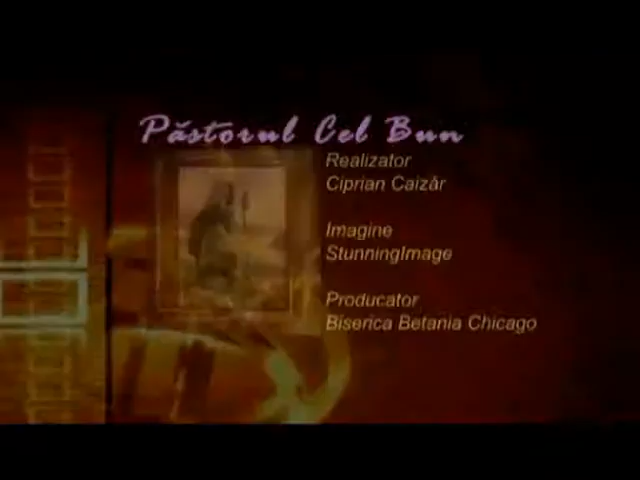 Păstorul Cel Bun
Realizator
Ciprian Caizăr
Imagine
StunningImage
Producator
Biserica Betania Chicago